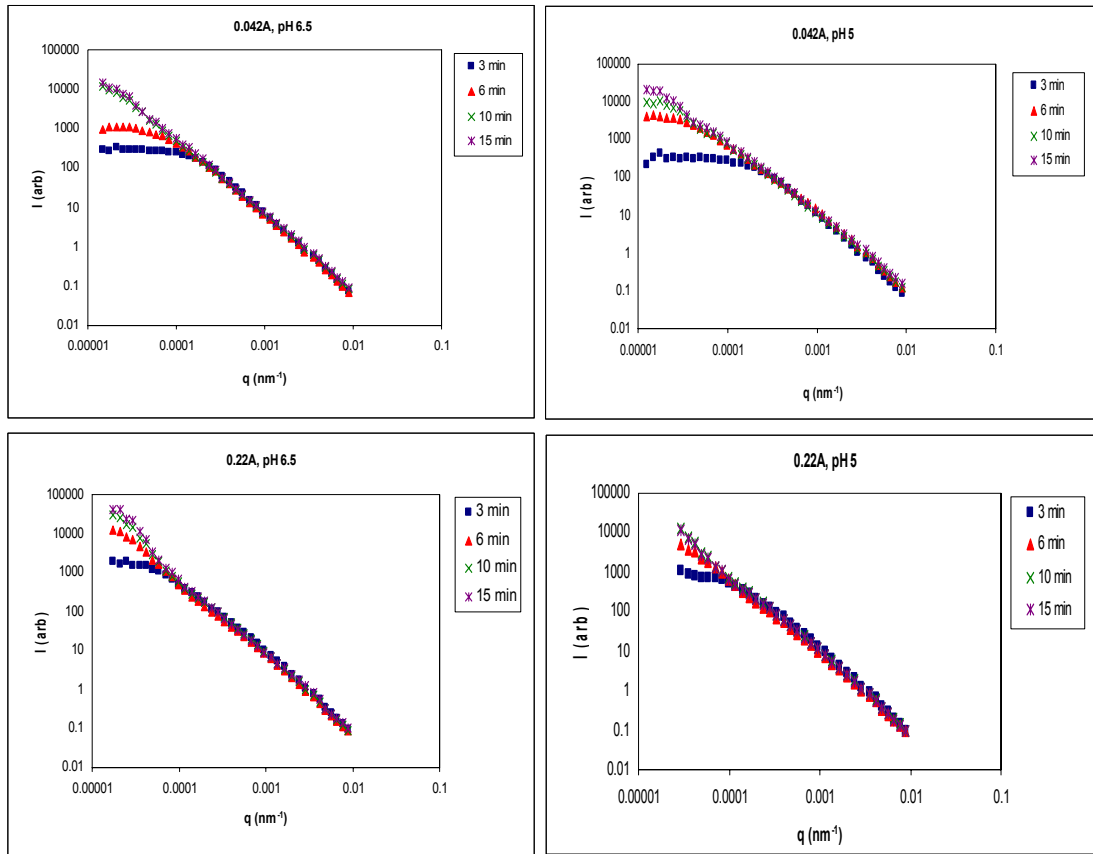 0.042A, pH 6.5
100000
10000
1000
100
10
1
0.1
0.01
I (arb)
0.00001 0.0001 0.001 0.01 0.1
q (nm⁻¹)
3 min
6 min
10 min
15 min
0.042A, pH 5
100000
10000
1000
100
10
1
0.1
0.01
I (arb)
0.00001 0.0001 0.001 0.01 0.1
q (nm⁻¹)
3 min
6 min
10 min
15 min
0.22A, pH 6.5
100000
10000
1000
100
10
1
0.1
0.01
I (arb)
0.00001 0.0001 0.001 0.01 0.1
q (nm⁻¹)
3 min
6 min
10 min
15 min
0.22A, pH 5
100000
10000
1000
100
10
1
0.1
0.01
I (arb)
0.00001 0.0001 0.001 0.01 0.1
q (nm⁻¹)
3 min
6 min
10 min
15 min